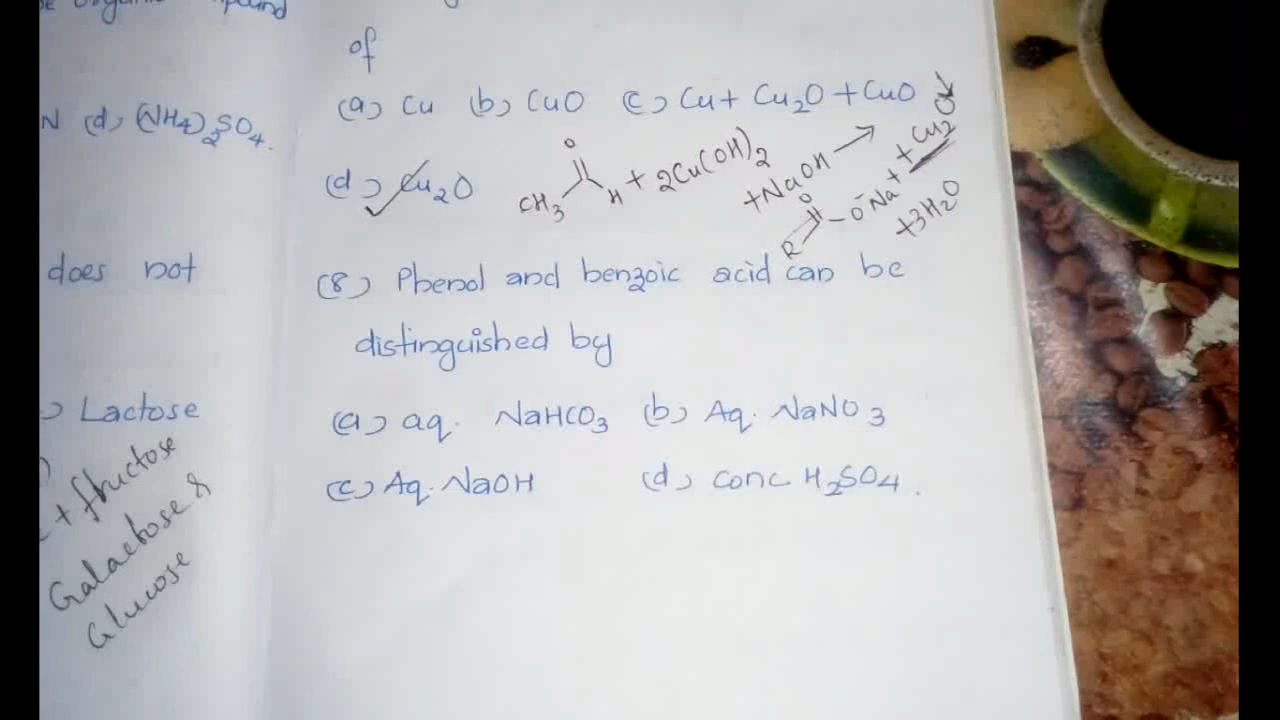 Organic
of
(a) Cu (b) CuO (c) Cu + Cu2O + CuO
N (d) (NH4)2SO4.
(d) Cu2O
CH3 O H + 2Cu(OH)2
+ NaOH → R O - O⁻Na⁺ + Cu2O↓
+3H2O
does not
(8) Phenol and benzoic acid can be
distinguished by
) Lactose
(a) aq. NaHCO3 (b) Aq. NaNO3
(c) Aq. NaOH (d) conc H2SO4.
+ fructose
Galactose &
Glucose